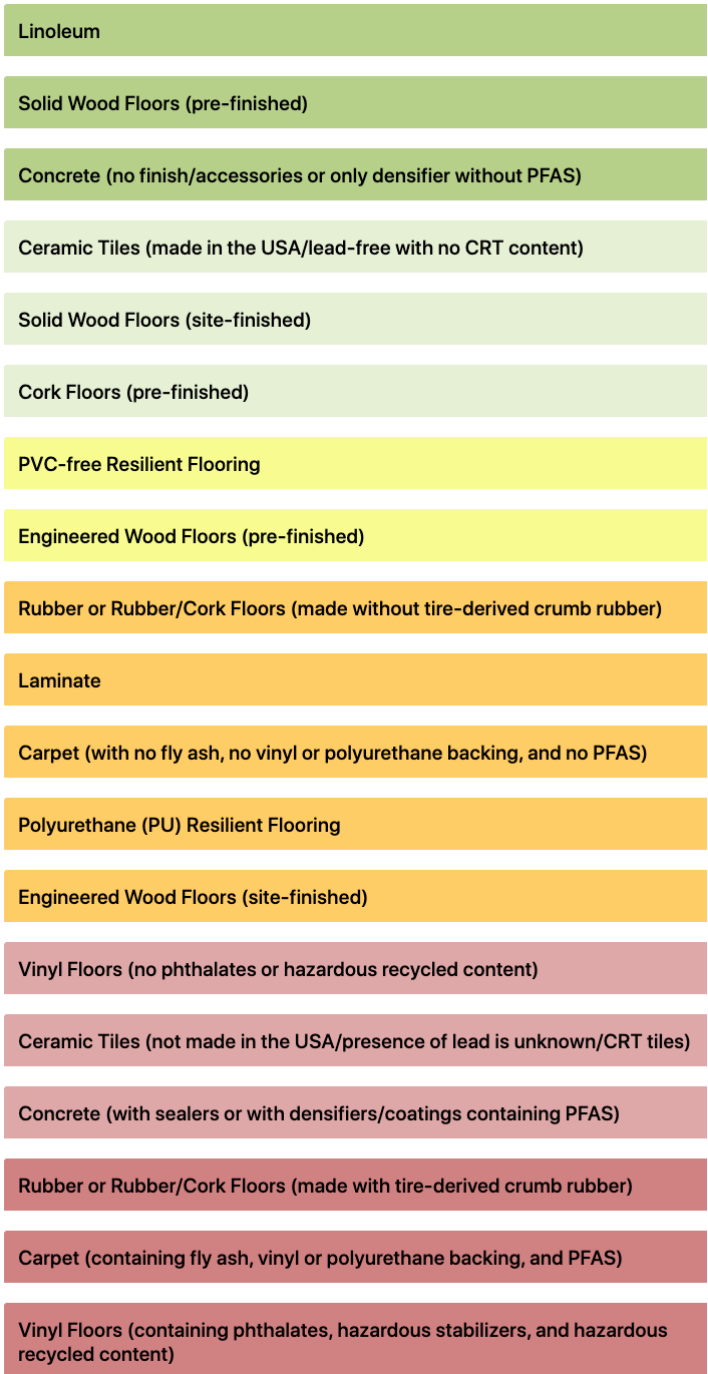 Linoleum
Solid Wood Floors (pre-finished)
Concrete (no finish/accessories or only densifier without PFAS)
Ceramic Tiles (made in the USA/lead-free with no CRT content)
Solid Wood Floors (site-finished)
Cork Floors (pre-finished)
PVC-free Resilient Flooring
Engineered Wood Floors (pre-finished)
Rubber or Rubber/Cork Floors (made without tire-derived crumb rubber)
Laminate
Carpet (with no fly ash, no vinyl or polyurethane backing, and no PFAS)
Polyurethane (PU) Resilient Flooring
Engineered Wood Floors (site-finished)
Vinyl Floors (no phthalates or hazardous recycled content)
Ceramic Tiles (not made in the USA/presence of lead is unknown/CRT tiles)
Concrete (with sealers or with densifiers/coatings containing PFAS)
Rubber or Rubber/Cork Floors (made with tire-derived crumb rubber)
Carpet (containing fly ash, vinyl or polyurethane backing, and PFAS)
Vinyl Floors (containing phthalates, hazardous stabilizers, and hazardous
recycled content)